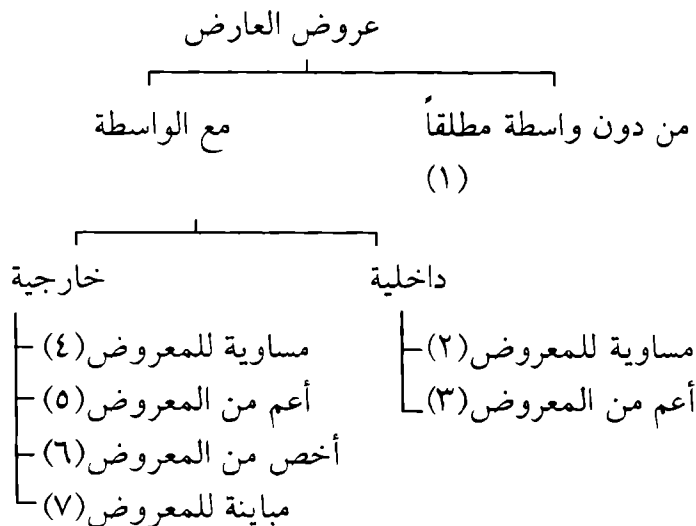 عروض العارض
من دون واسطة مطلقاً
(١)
مع الواسطة
داخلية
مساوية للمعروض (٢)
أعم من المعروض (٣)
خارجية
مساوية للمعروض (٤)
أعم من المعروض (٥)
أخص من المعروض (٦)
مباينة للمعروض (٧)